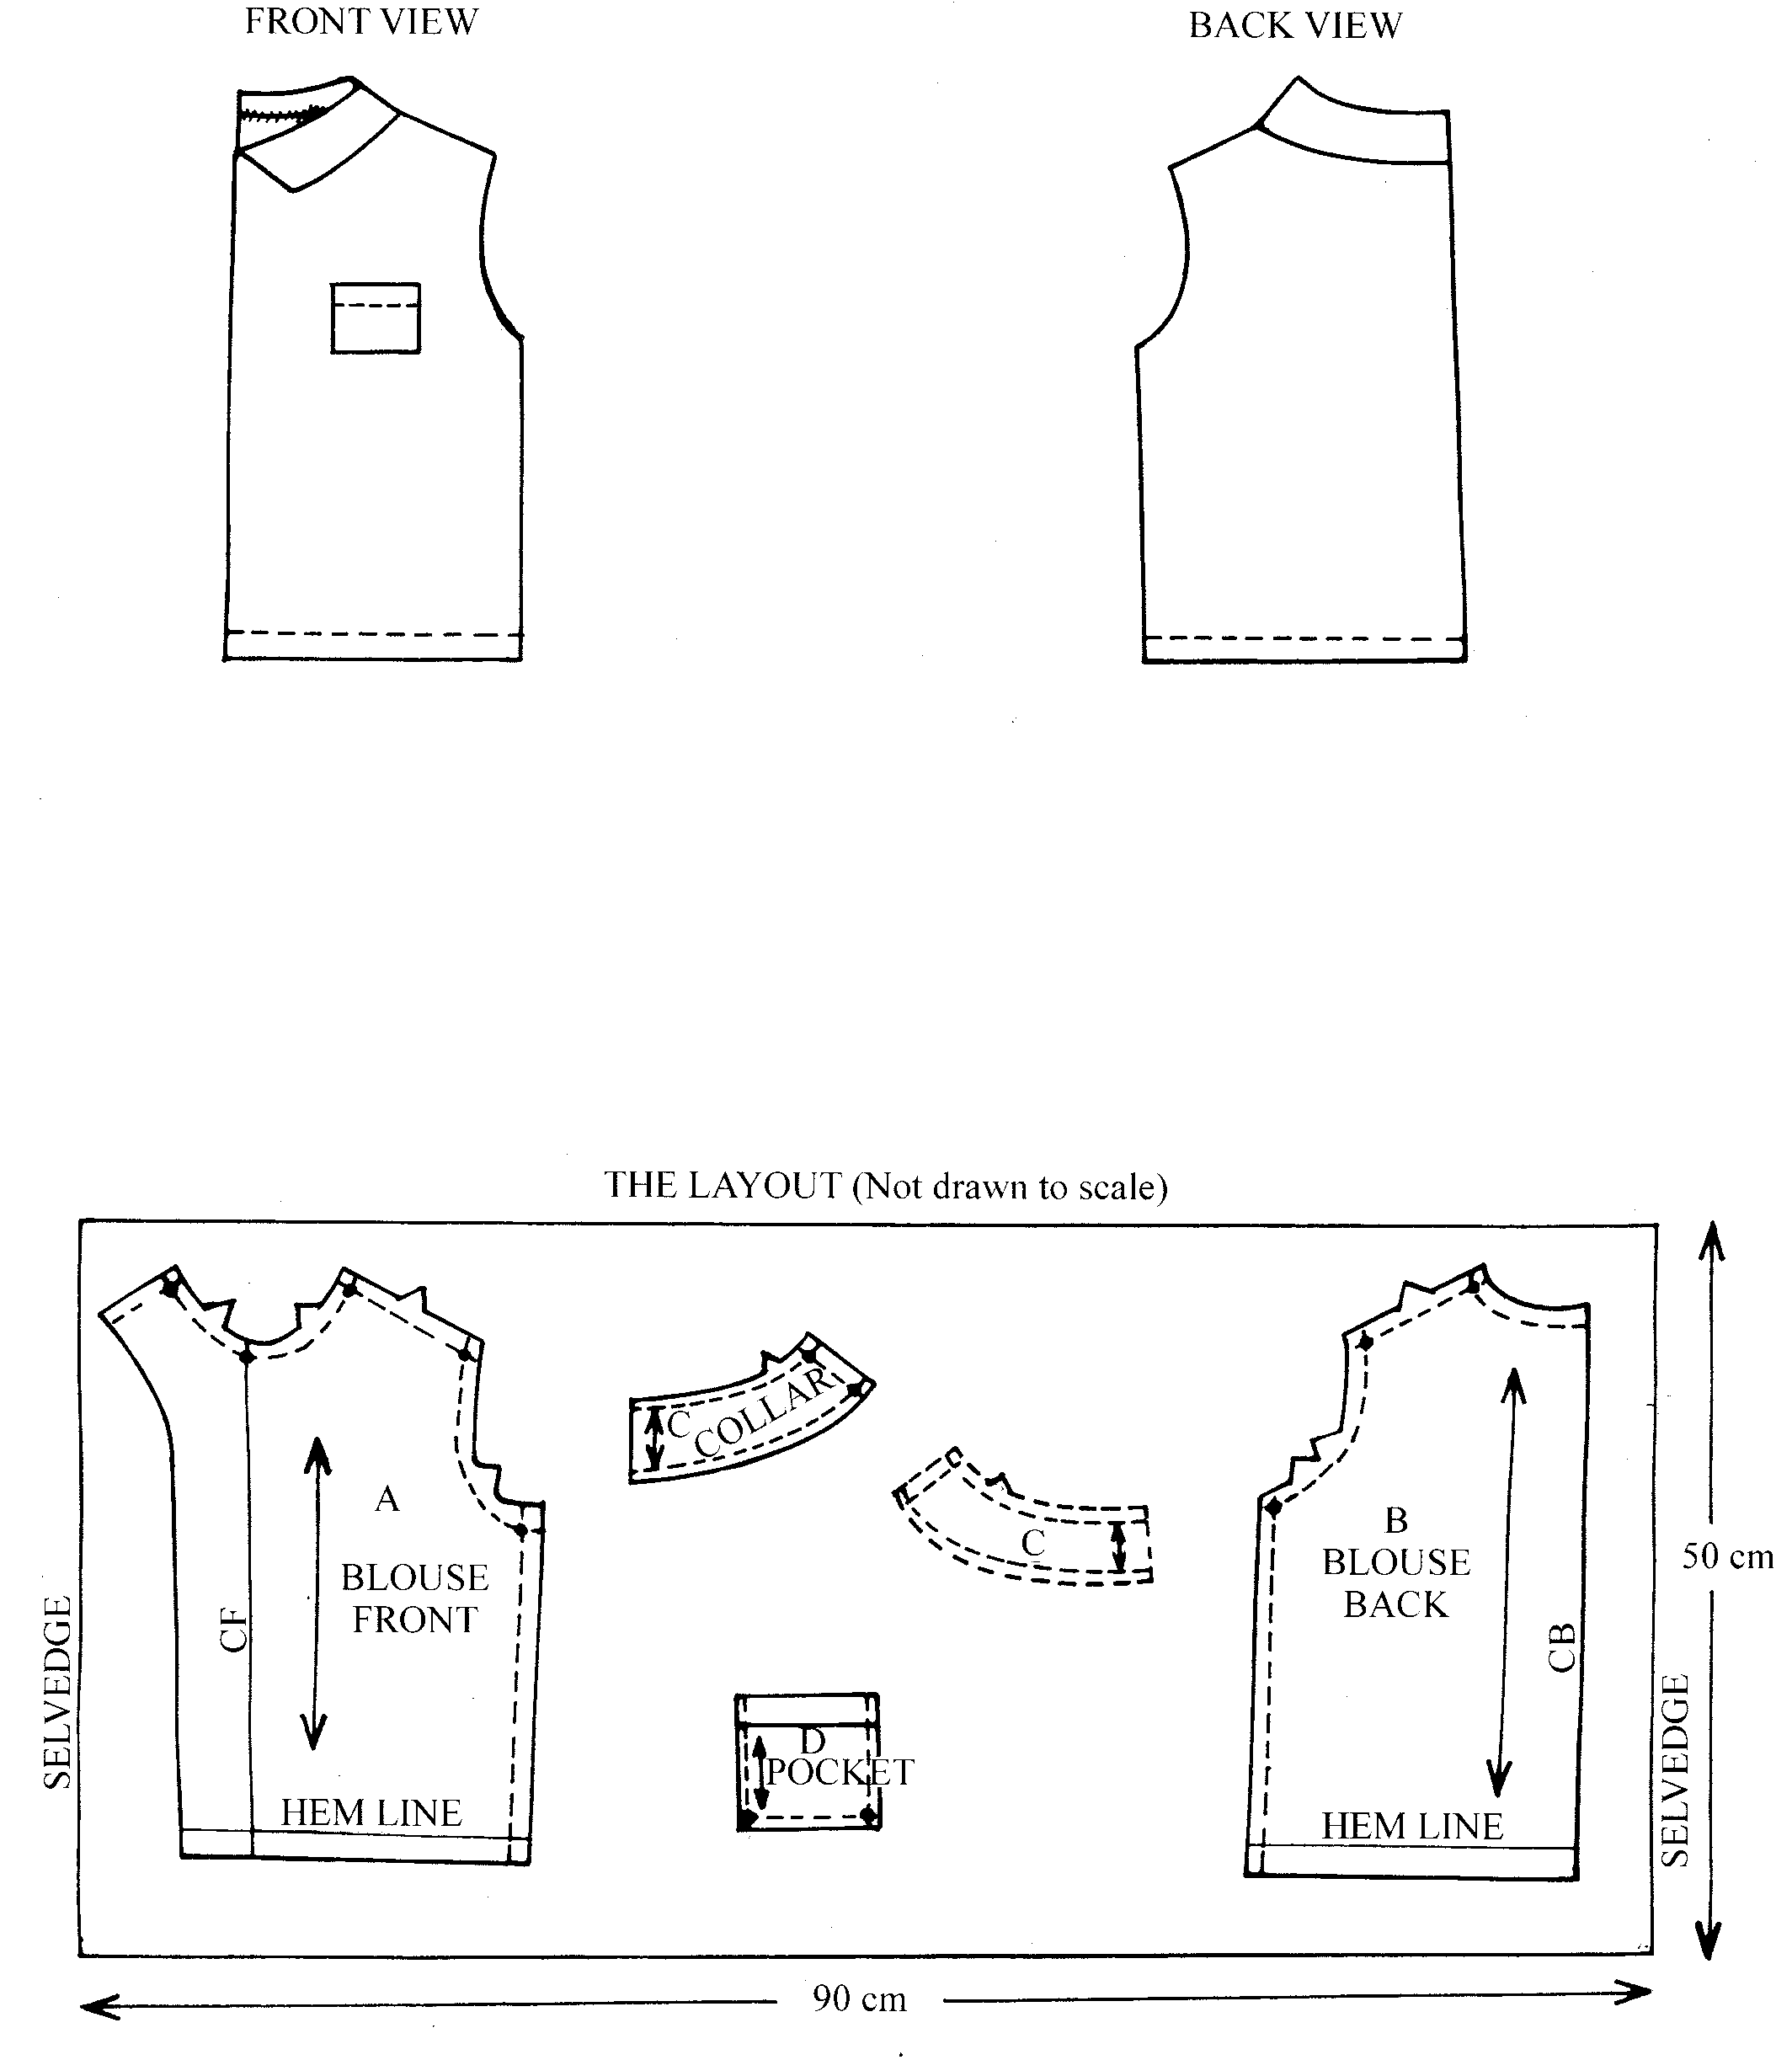 FRONT VIEW
BACK VIEW
THE LAYOUT (Not drawn to scale)
C
COLLAR
C
A
BLOUSE
FRONT
CF
HEM LINE
D
POCKET
B
BLOUSE
BACK
CB
HEM LINE
SELVEDGE
SELVEDGE
50 cm
90 cm